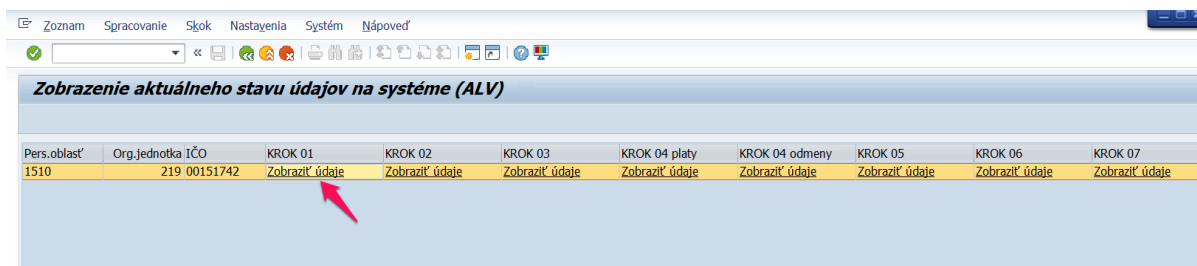 Zoznam Spracovanie Skok Nastavenia Systém Nápoveď
Zobrazenie aktuálneho stavu údajov na systéme (ALV)
Pers.oblasť Org.jednotka IČO KROK 01 KROK 02 KROK 03 KROK 04 platy KROK 04 odmeny KROK 05 KROK 06 KROK 07
1510 219 00151742 Zobraziť údaje Zobraziť údaje Zobraziť údaje Zobraziť údaje Zobraziť údaje Zobraziť údaje Zobraziť údaje Zobraziť údaje